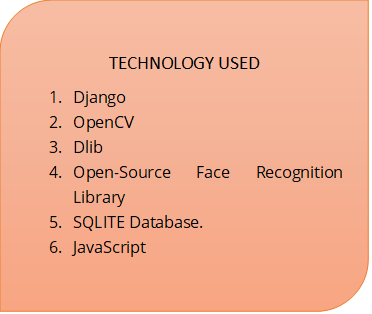 TECHNOLOGY USED
1. Django
2. OpenCV
3. Dlib
4. Open-Source Face Recognition
Library
5. SQLITE Database.
6. JavaScript